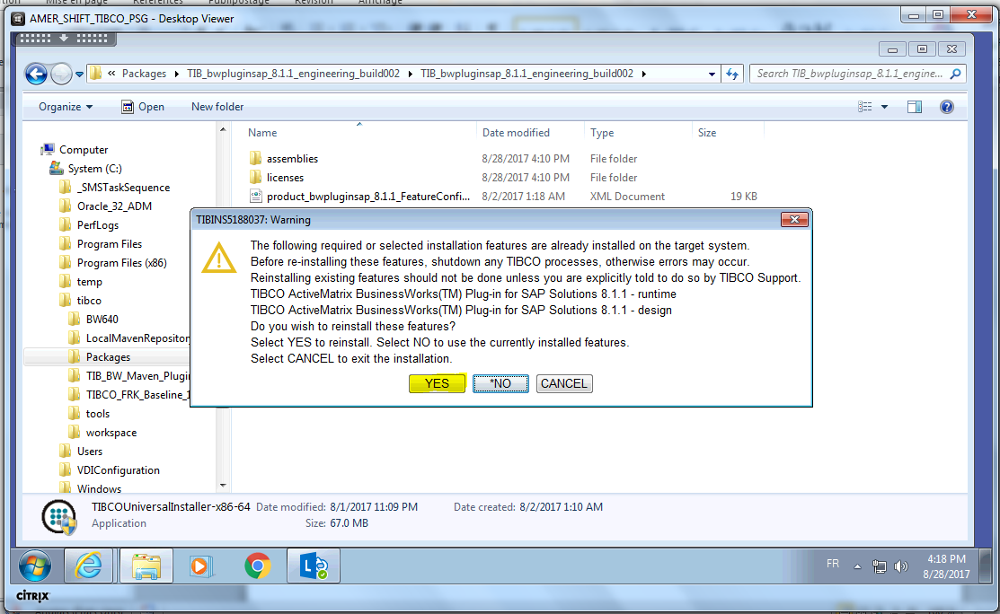 Mise en page
References
Publipostage
Revision
Affichage
AMER_SHIFT_TIBCO_PSG - Desktop Viewer
« Packages TIB_bwpluginsap_8.1.1_engineering_build002 TIB_bwpluginsap_8.1.1_engineering_build002
Search TIB_bwpluginsap_8.1.1_engine...
Organize Open New folder
Name Date modified Type Size
Computer
System (C:)
_SMSTaskSequence
Oracle_32_ADM
PerfLogs
Program Files
Program Files (x86)
temp
tibco
BW640
LocalMavenRepositor
Packages
TIB_BW_Maven_Plugi
TIBCO_FRK_Baseline_1
tools
workspace
Users
VDIConfiguration
Windows
assemblies 8/28/2017 4:10 PM File folder
licenses 8/28/2017 4:10 PM File folder
product_bwpluginsap_8.1.1_FeatureConfi... 8/2/2017 1:18 AM XML Document 19 KB
TIBINS5188037: Warning
The following required or selected installation features are already installed on the target system.
Before re-installing these features, shutdown any TIBCO processes, otherwise errors may occur.
Reinstalling existing features should not be done unless you are explicitly told to do so by TIBCO Support.
TIBCO ActiveMatrix BusinessWorks(TM) Plug-in for SAP Solutions 8.1.1 - runtime
TIBCO ActiveMatrix BusinessWorks(TM) Plug-in for SAP Solutions 8.1.1 - design
Do you wish to reinstall these features?
Select YES to reinstall. Select NO to use the currently installed features.
Select CANCEL to exit the installation.
YES *NO CANCEL
TIBCOUniversalInstaller-x86-64 Date modified: 8/1/2017 11:09 PM Date created: 8/2/2017 1:10 AM
Application Size: 67.0 MB
FR
4:18 PM
8/28/2017
CITRIX